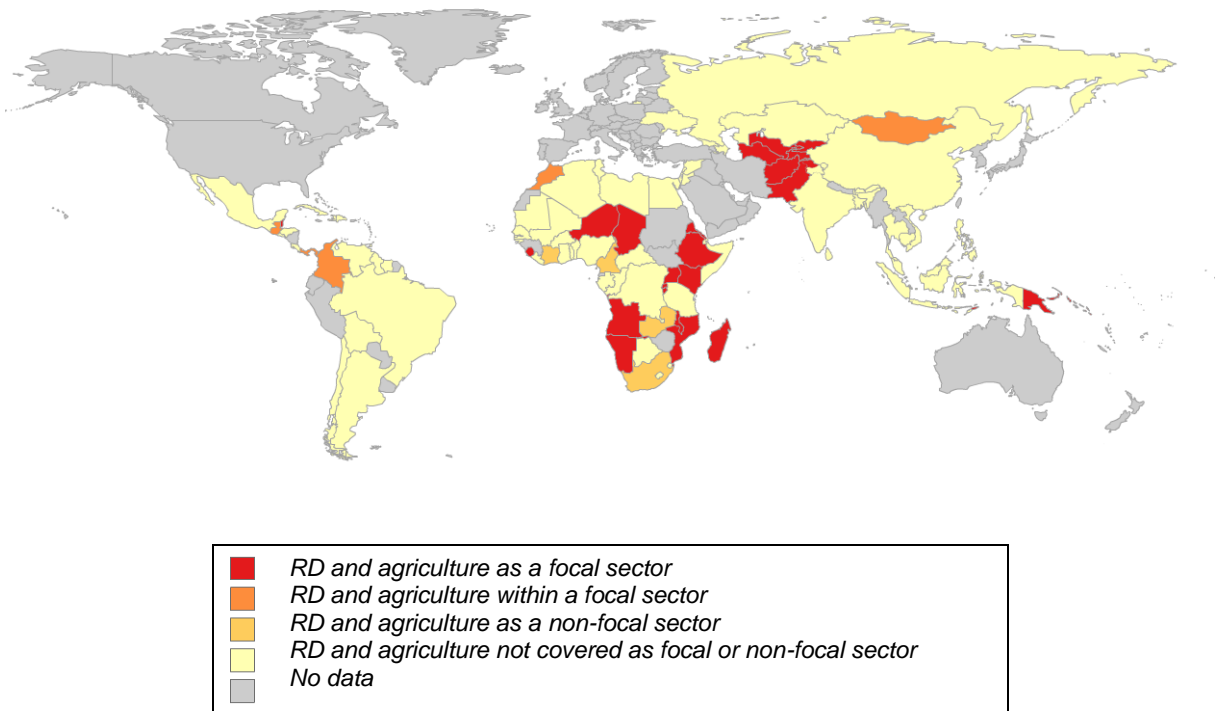 RD and agriculture as a focal sector
RD and agriculture within a focal sector
RD and agriculture as a non-focal sector
RD and agriculture not covered as focal or non-focal sector
No data